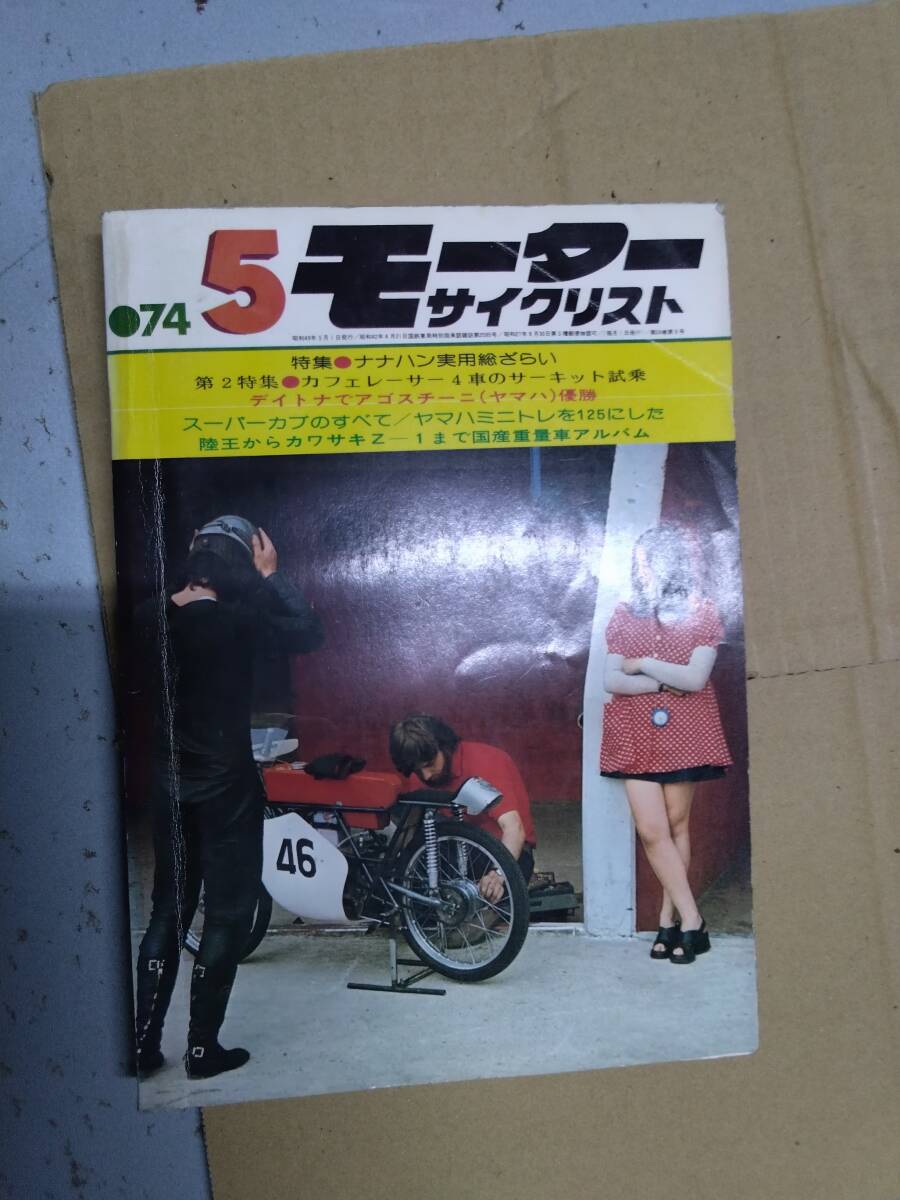 ●74 5 モーター
サイクリスト
特集●ナナハン実用総ざらい
第2特集●カフェレーサー4車のサーキット試乗
デイトナでアゴスチーニ(ヤマハ)優勝
スーパーカブのすべて/ヤマハミニトレを125にした
陸王からカワサキZ―1まで国産重量車アルバム
46